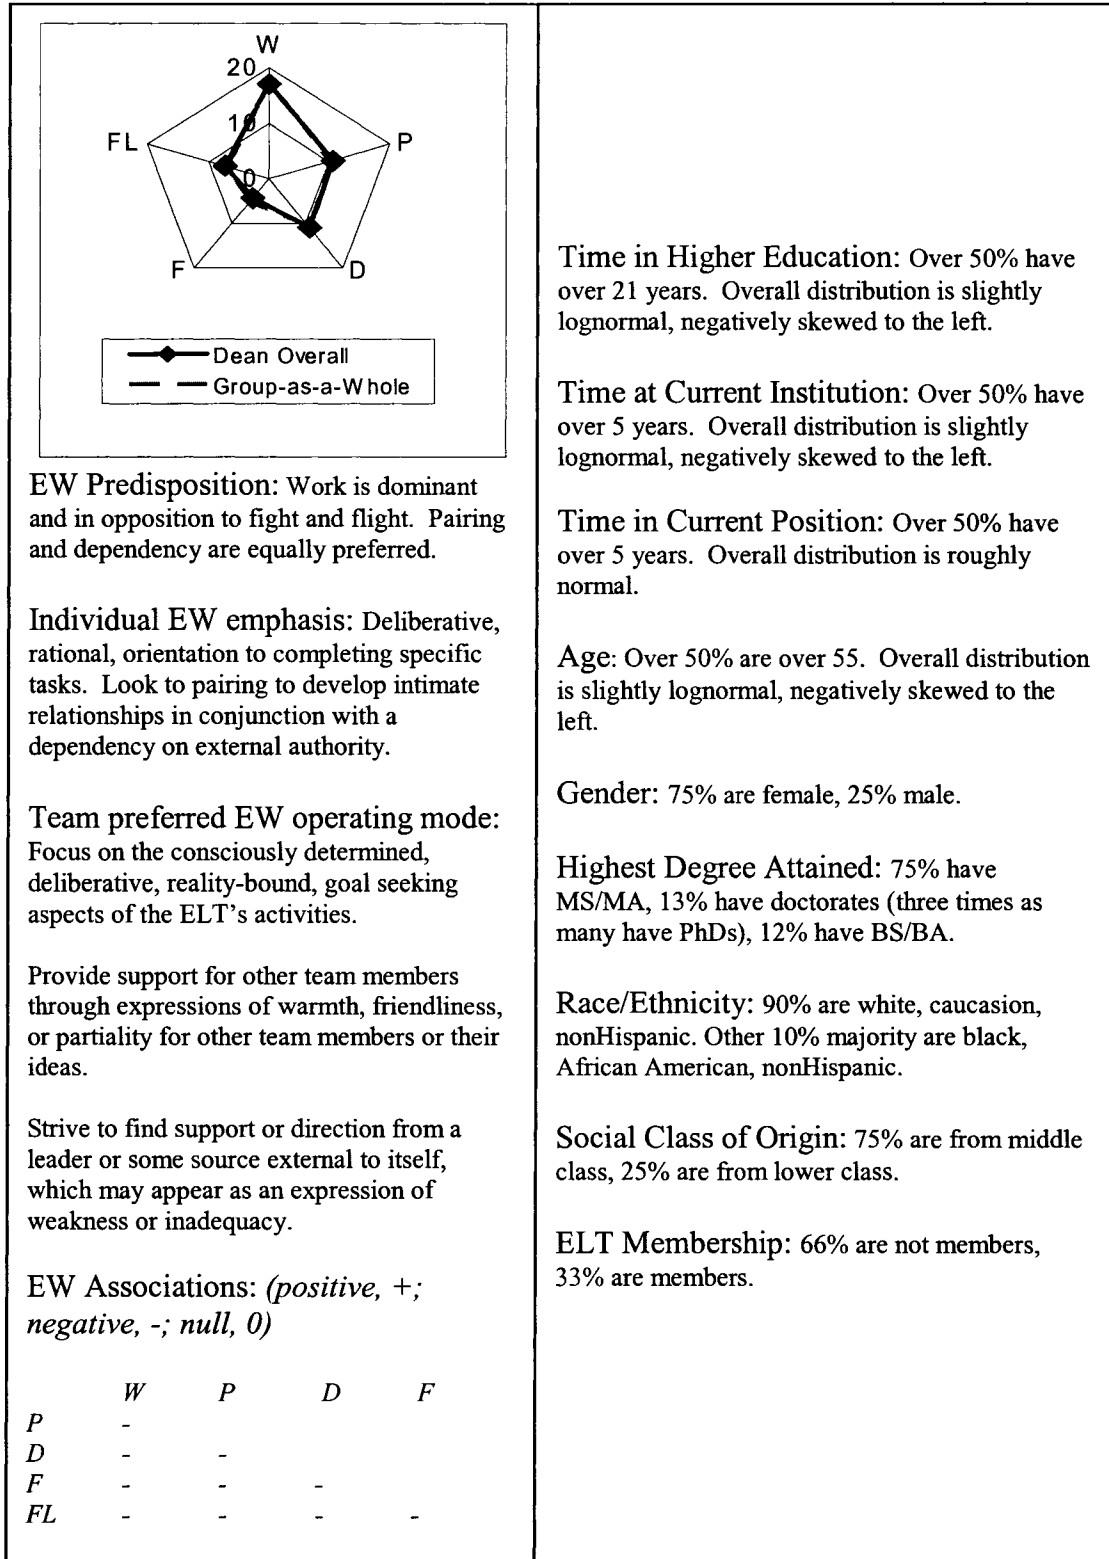 W
20
FL
10
P
0
F
D
Dean Overall
Group-as-a-Whole
EW Predisposition: Work is dominant
and in opposition to fight and flight. Pairing
and dependency are equally preferred.
Individual EW emphasis: Deliberative,
rational, orientation to completing specific
tasks. Look to pairing to develop intimate
relationships in conjunction with a
dependency on external authority.
Team preferred EW operating mode:
Focus on the consciously determined,
deliberative, reality-bound, goal seeking
aspects of the ELT's activities.
Provide support for other team members
through expressions of warmth, friendliness,
or partiality for other team members or their
ideas.
Strive to find support or direction from a
leader or some source external to itself,
which may appear as an expression of
weakness or inadequacy.
EW Associations: (positive, +;
negative, -; null, 0)
W P D F
P -
D - -
F - - -
FL - - - -
Time in Higher Education: Over 50% have
over 21 years. Overall distribution is slightly
lognormal, negatively skewed to the left.
Time at Current Institution: Over 50% have
over 5 years. Overall distribution is slightly
lognormal, negatively skewed to the left.
Time in Current Position: Over 50% have
over 5 years. Overall distribution is roughly
normal.
Age: Over 50% are over 55. Overall distribution
is slightly lognormal, negatively skewed to the
left.
Gender: 75% are female, 25% male.
Highest Degree Attained: 75% have
MS/MA, 13% have doctorates (three times as
many have PhDs), 12% have BS/BA.
Race/Ethnicity: 90% are white, caucasion,
nonHispanic. Other 10% majority are black,
African American, nonHispanic.
Social Class of Origin: 75% are from middle
class, 25% are from lower class.
ELT Membership: 66% are not members,
33% are members.